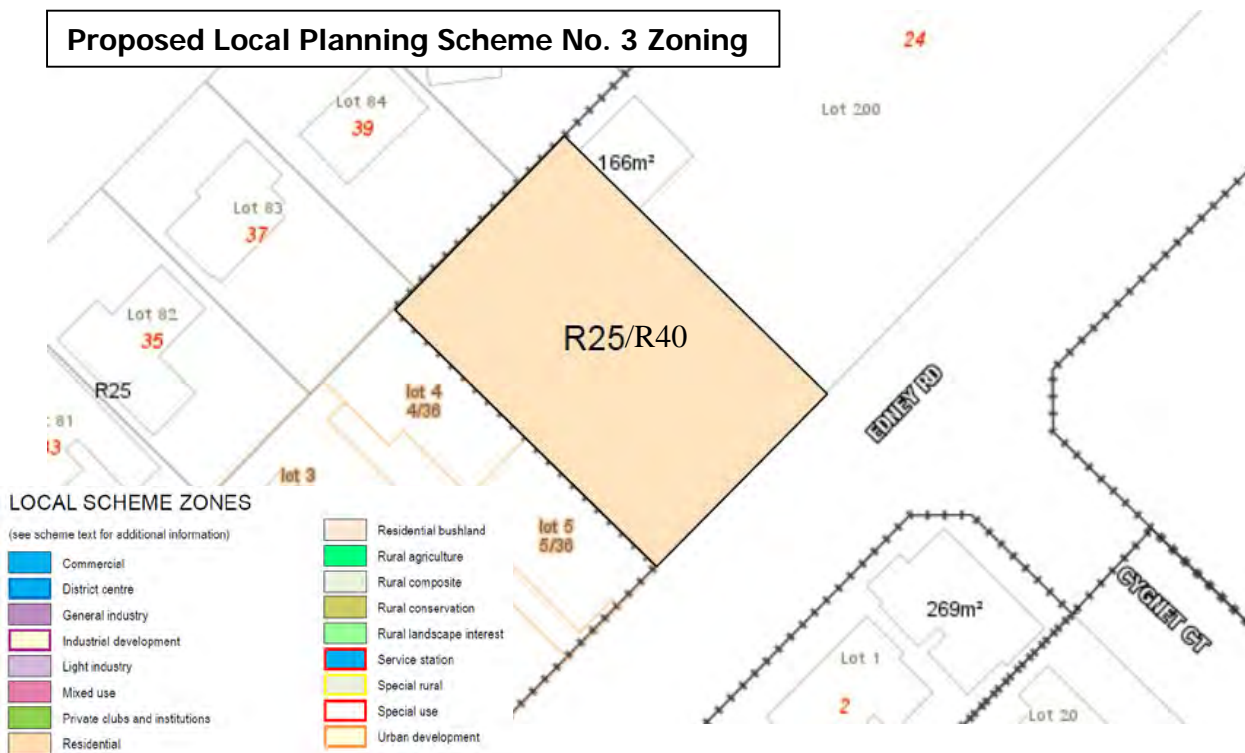 Proposed Local Planning Scheme No. 3 Zoning
24
Lot 84
39
Lot 200
166m²
Lot 83
37
Lot 82
35
R25/R40
R25
lot 4
4/36
EDNEY RD
: 81
33
lot 3
lot 5
5/36
CYGNET CT
269m²
Lot 1
2
Lot 20
LOCAL SCHEME ZONES
(see scheme text for additional information)
Commercial
District centre
General industry
Industrial development
Light industry
Mixed use
Private clubs and institutions
Residential
Residential bushland
Rural agriculture
Rural composite
Rural conservation
Rural landscape interest
Service station
Special rural
Special use
Urban development